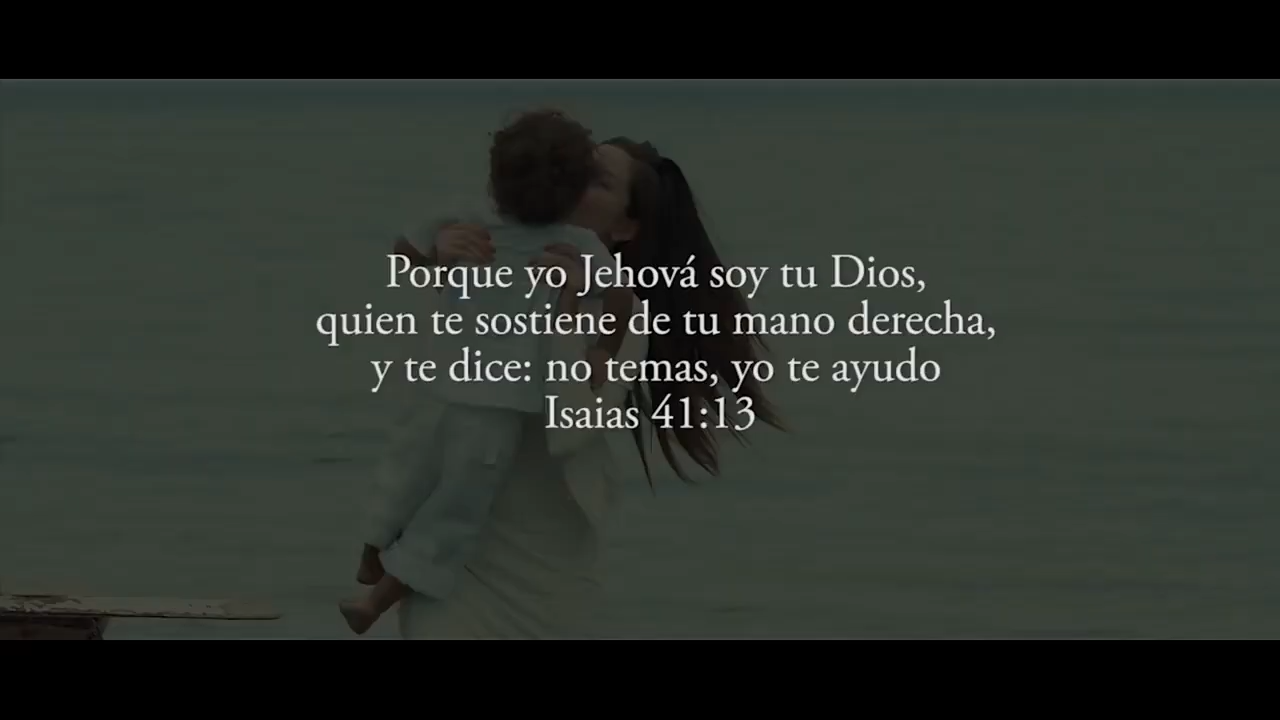 Porque yo Jehová soy tu Dios,
quien te sostiene de tu mano derecha,
y te dice: no temas, yo te ayudo
Isaias 41:13